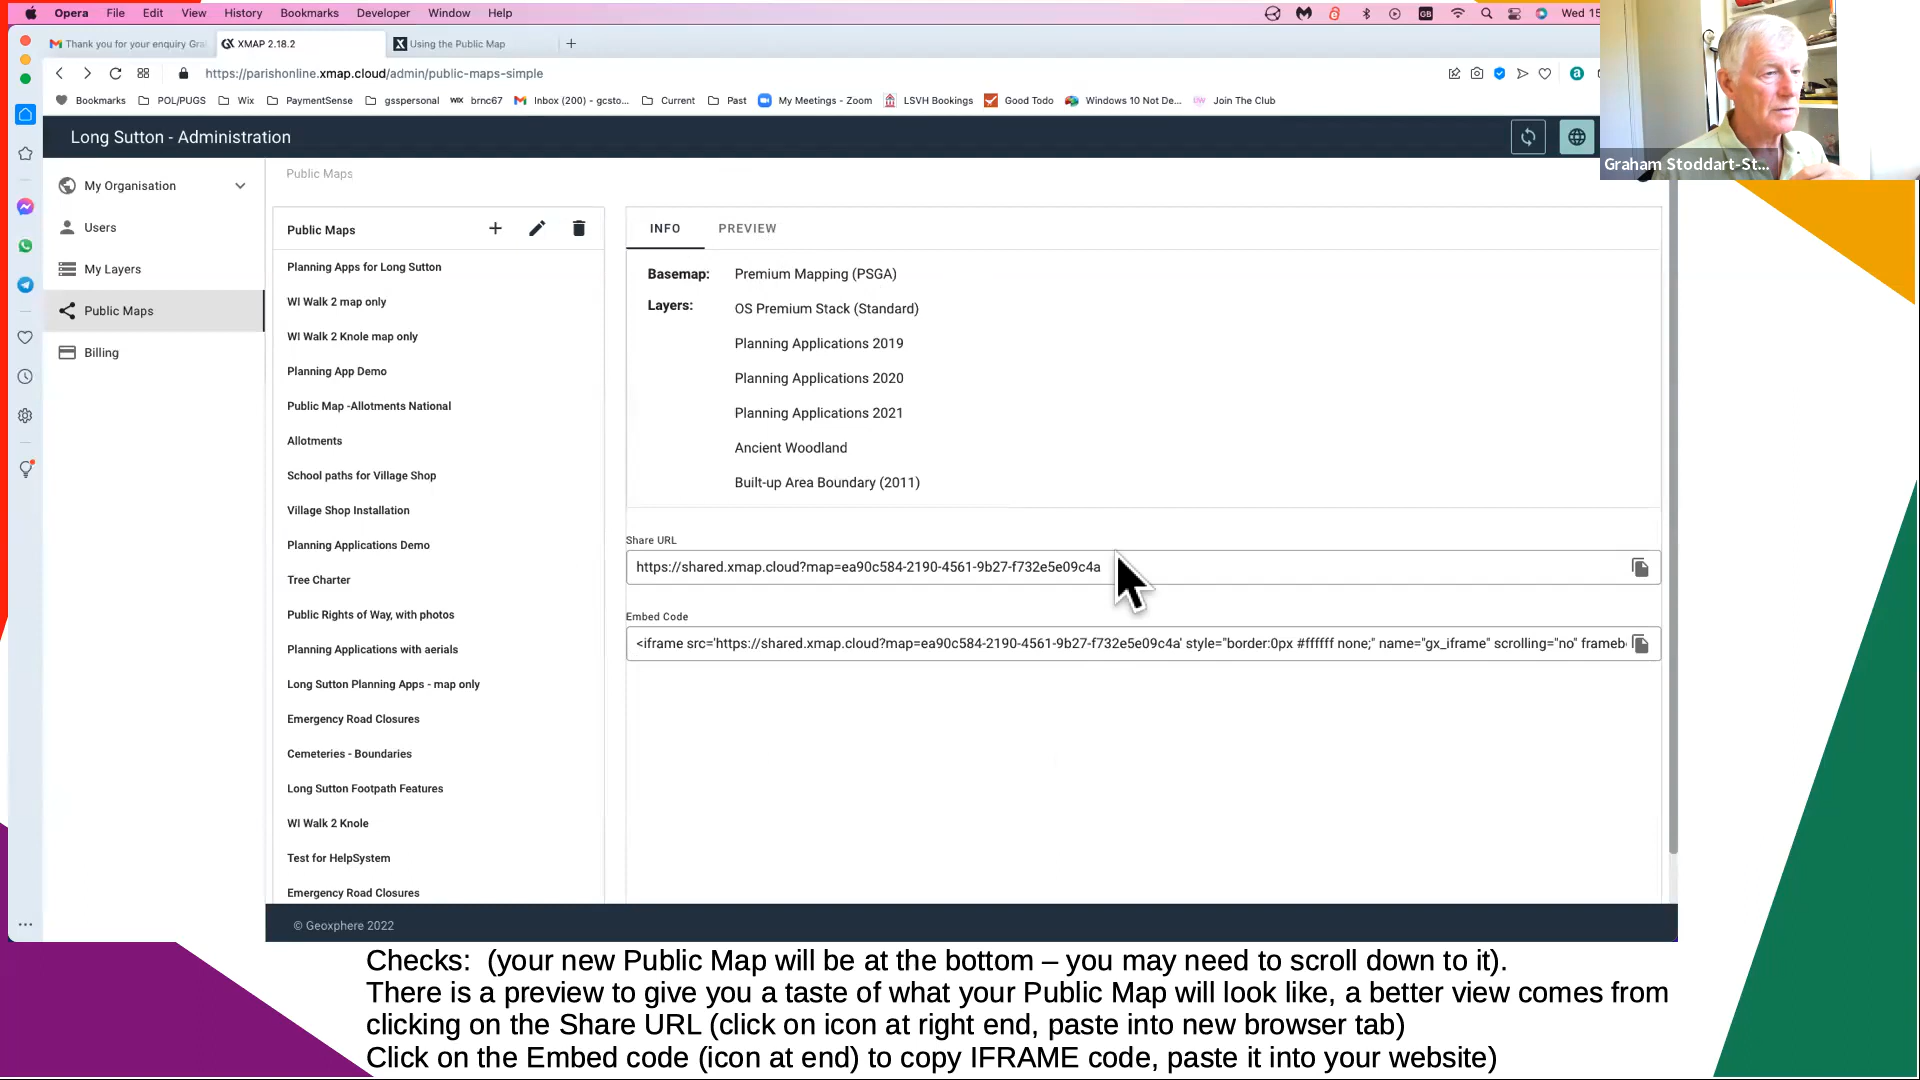 Opera File Edit View History Bookmarks Developer Window Help
GB
Wed 15
Thank you for your enquiry Gra
XMAP 2.18.2
Using the Public Map
https://parishonline.xmap.cloud/admin/public-maps-simple
Bookmarks POL/PUGS Wix PaymentSense gsspersonal WIX brnc67 Inbox (200) - gcsto... Current Past My Meetings - Zoom LSVH Bookings Good Todo Windows 10 Not De... Join The Club
Long Sutton - Administration
Graham Stoddart-St...
My Organisation
Users
My Layers
Public Maps
Billing
Public Maps
Public Maps
Planning Apps for Long Sutton
WI Walk 2 map only
WI Walk 2 Knole map only
Planning App Demo
Public Map -Allotments National
Allotments
School paths for Village Shop
Village Shop Installation
Planning Applications Demo
Tree Charter
Public Rights of Way, with photos
Planning Applications with aerials
Long Sutton Planning Apps - map only
Emergency Road Closures
Cemeteries - Boundaries
Long Sutton Footpath Features
WI Walk 2 Knole
Test for HelpSystem
Emergency Road Closures
INFO PREVIEW
Basemap: Premium Mapping (PSGA)
Layers: OS Premium Stack (Standard)
Planning Applications 2019
Planning Applications 2020
Planning Applications 2021
Ancient Woodland
Built-up Area Boundary (2011)
Share URL
https://shared.xmap.cloud?map=ea90c584-2190-4561-9b27-f732e5e09c4a
Embed Code
<iframe src='https://shared.xmap.cloud?map=ea90c584-2190-4561-9b27-f732e5e09c4a' style="border:0px #ffffff none;" name="gx_iframe" scrolling="no" frameb
© Geoxphere 2022
Checks: (your new Public Map will be at the bottom – you may need to scroll down to it).
There is a preview to give you a taste of what your Public Map will look like, a better view comes from
clicking on the Share URL (click on icon at right end, paste into new browser tab)
Click on the Embed code (icon at end) to copy IFRAME code, paste it into your website)